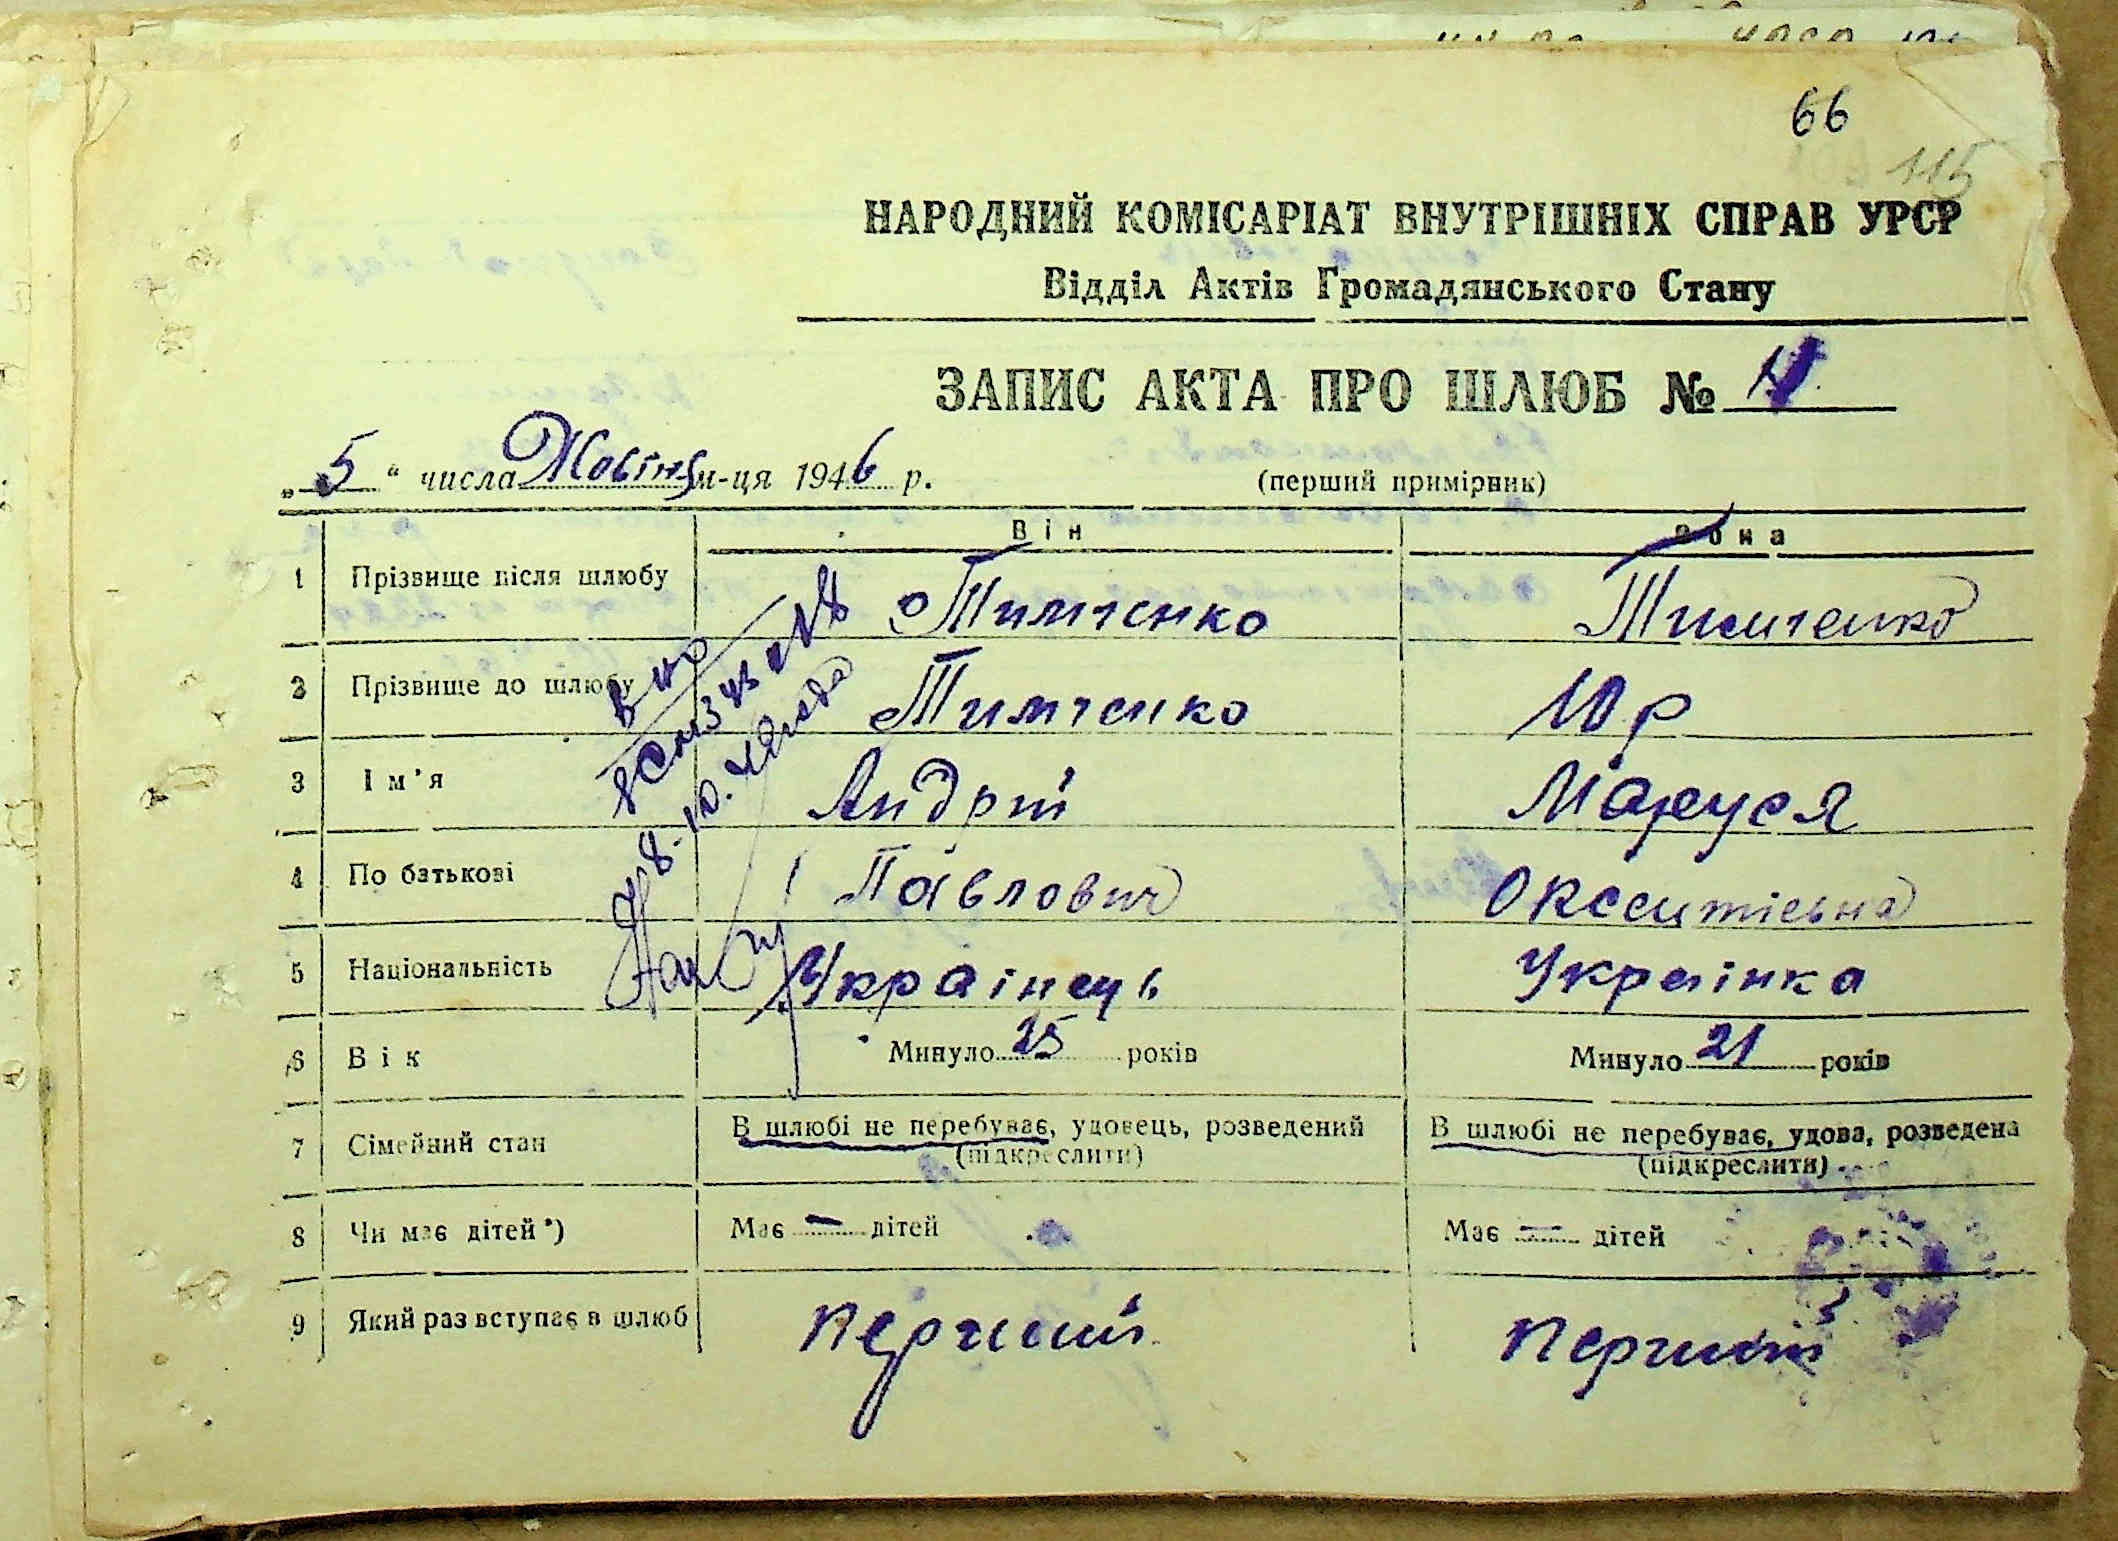 66
115
НАРОДНИЙ КОМІСАРІАТ ВНУТРІШНІХ СПРАВ УРСР
Відділ Актів Громадянського Стану
ЗАПИС АКТА ПРО ШЛЮБ №
„5“ числа Жовтня м-ця 1946 р. (перший примірник)
Він Вона
1 Прізвище після шлюбу Тимченко Тимченко
2 Прізвище до шлюбу Тимченко Юр
3 Ім'я Андрій Маруся
4 По батькові Павлович
5 Національність Українець Українка
6 Вік Минуло 25 років Минуло 21 років
7 Сімейний стан В шлюбі не перебуває, удовець, розведений В шлюбі не перебуває, удова, розведена
(підкреслити) (підкреслити)
8 Чи має дітей*) Має — дітей Має — дітей
9 Який раз вступає в шлюб перший перший